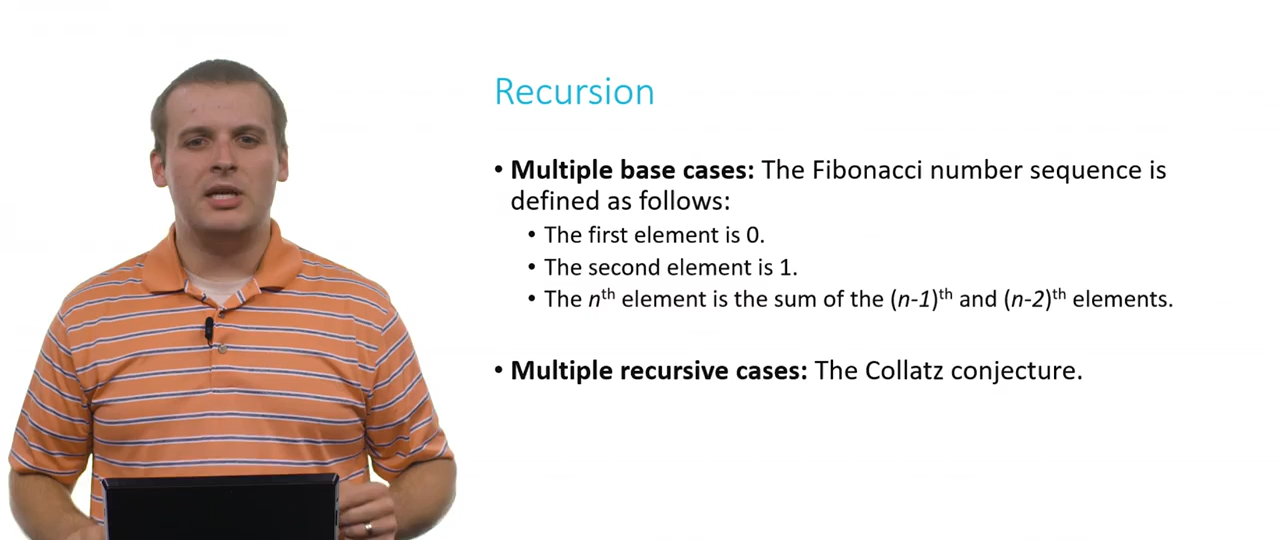 Recursion
• Multiple base cases: The Fibonacci number sequence is
defined as follows:
• The first element is 0.
• The second element is 1.
• The nth element is the sum of the (n-1)th and (n-2)th elements.
• Multiple recursive cases: The Collatz conjecture.